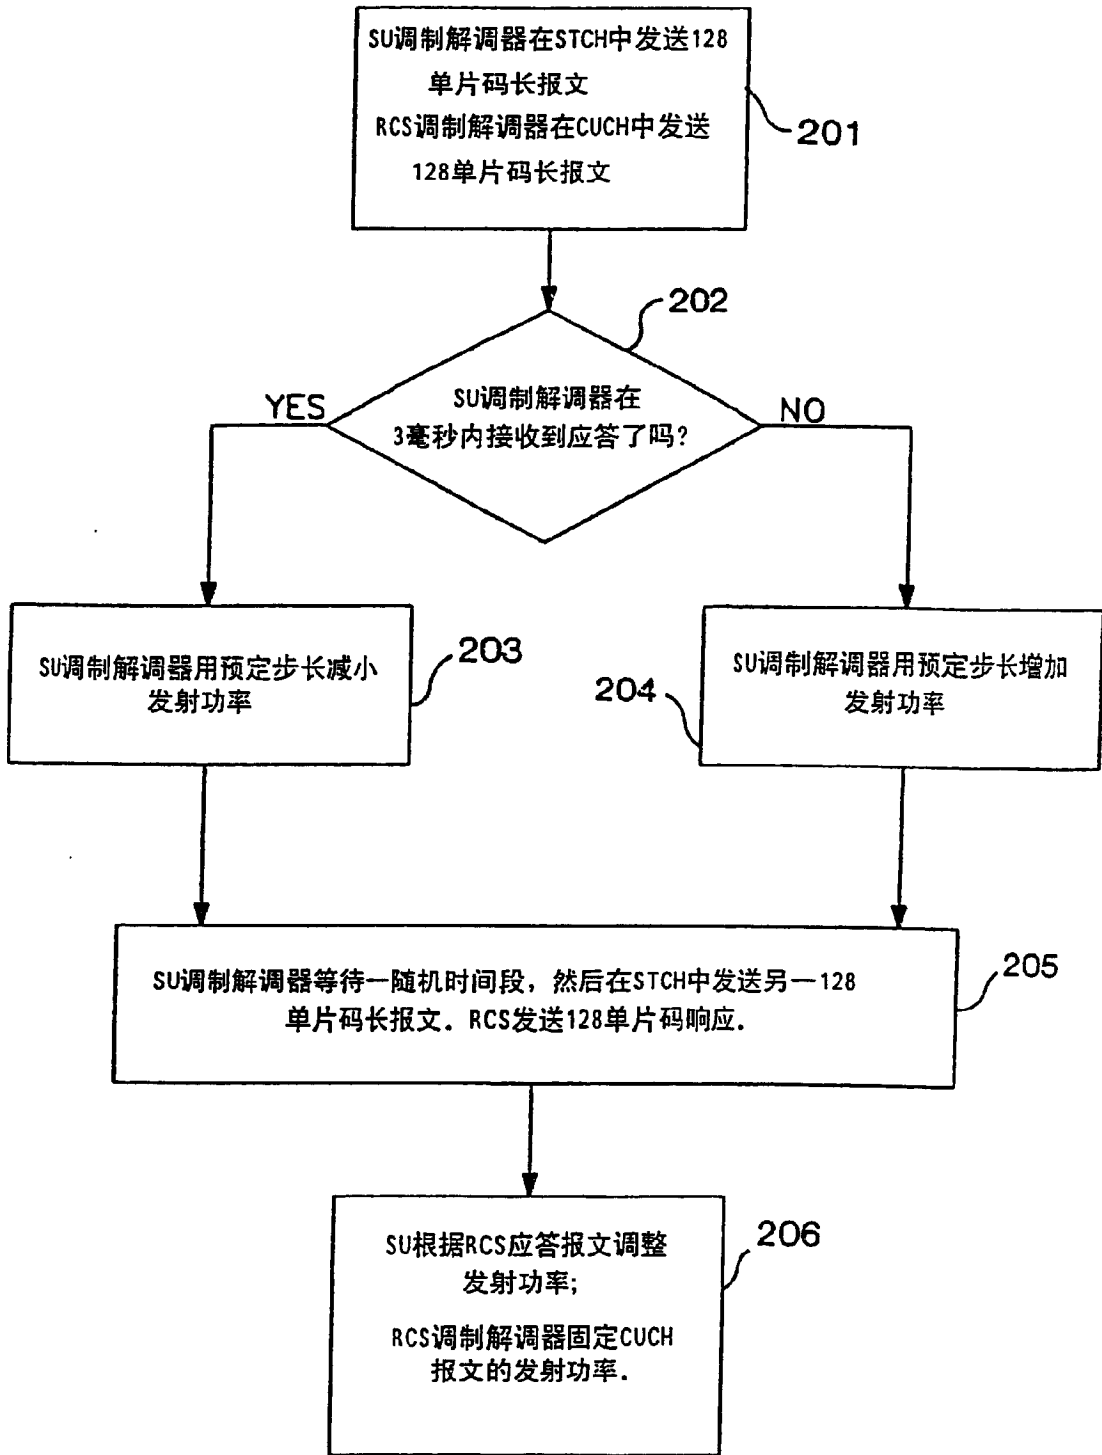 SU调制解调器在STCH中发送128
单片码长报文
RCS调制解调器在CUCH中发送
128单片码长报文
201
202
SU调制解调器在
3毫秒内接收到应答了吗?
YES
NO
SU调制解调器用预定步长减小
发射功率
203
SU调制解调器用预定步长增加
发射功率
204
SU调制解调器等待一随机时间段, 然后在STCH中发送另一128
单片码长报文. RCS发送128单片码响应.
205
SU根据RCS应答报文调整
发射功率;
RCS调制解调器固定CUCH
报文的发射功率.
206